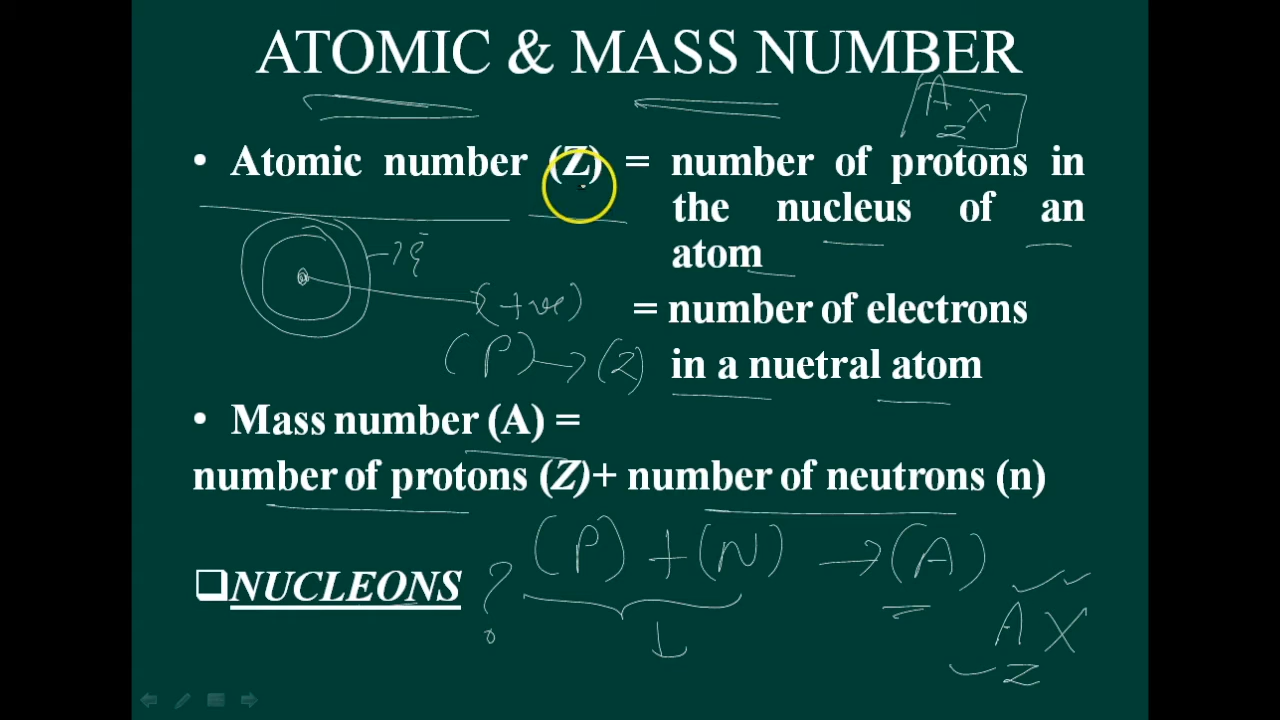 ATOMIC & MASS NUMBER
A
Z X
• Atomic number (Z) = number of protons in
the nucleus of an
atom
(+ve)
= number of electrons
(P) → (Z)
in a nuetral atom
• Mass number (A) =
number of protons (Z)+ number of neutrons (n)
(P) + (N) → (A)
❑NUCLEONS ?
A
Z X